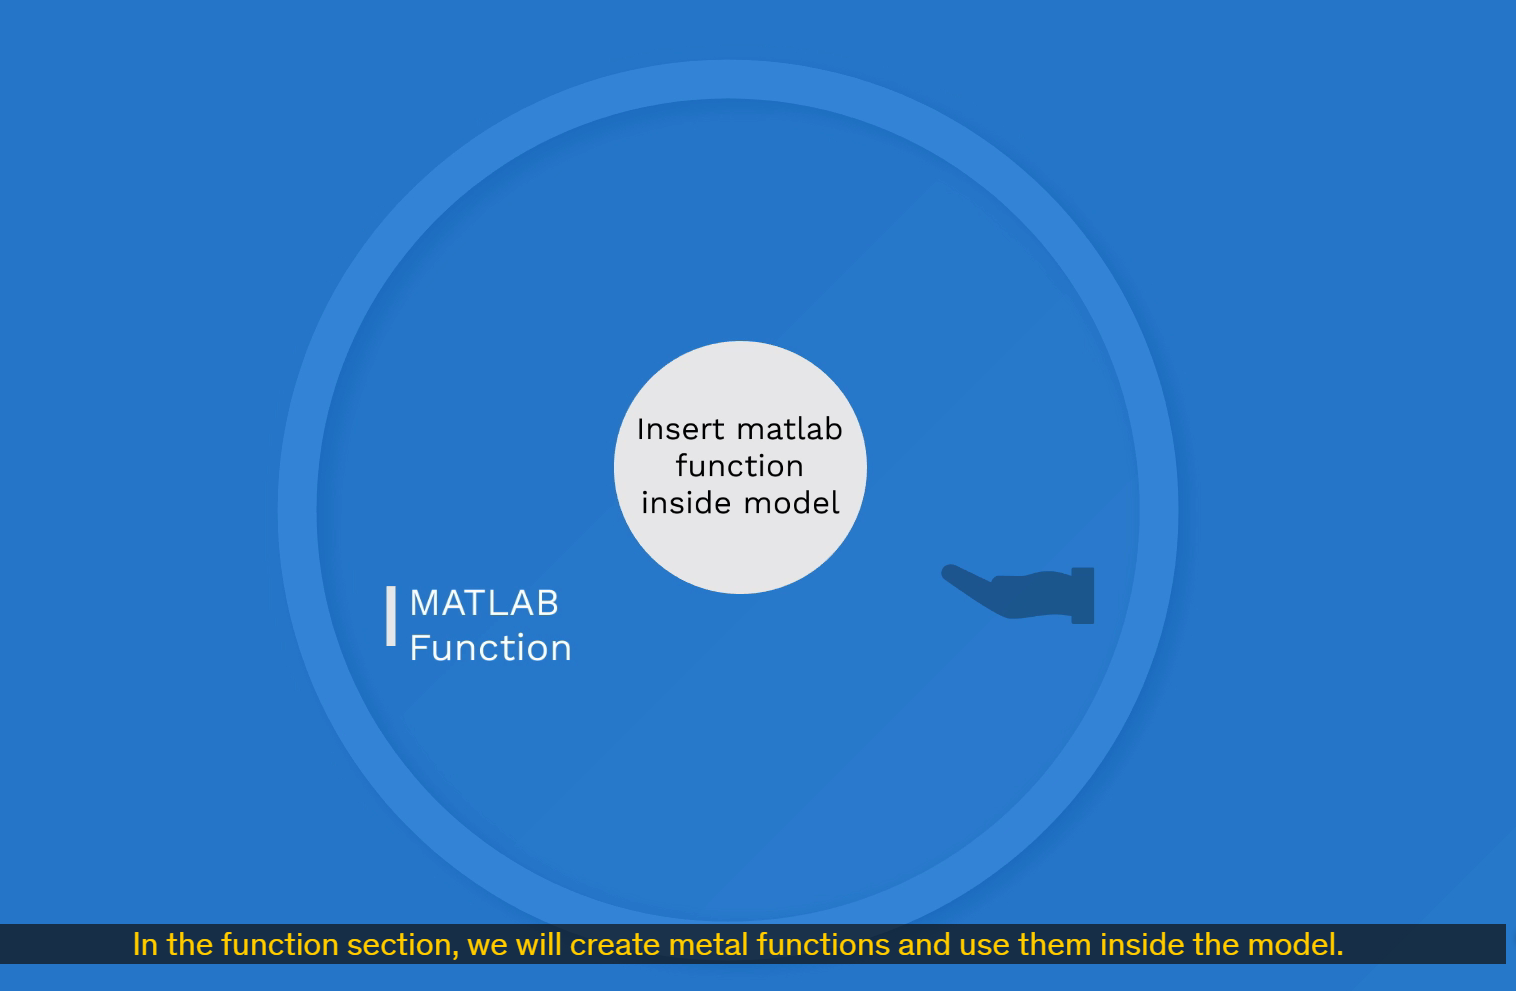 Insert matlab
function
inside model
MATLAB
Function
In the function section, we will create metal functions and use them inside the model.